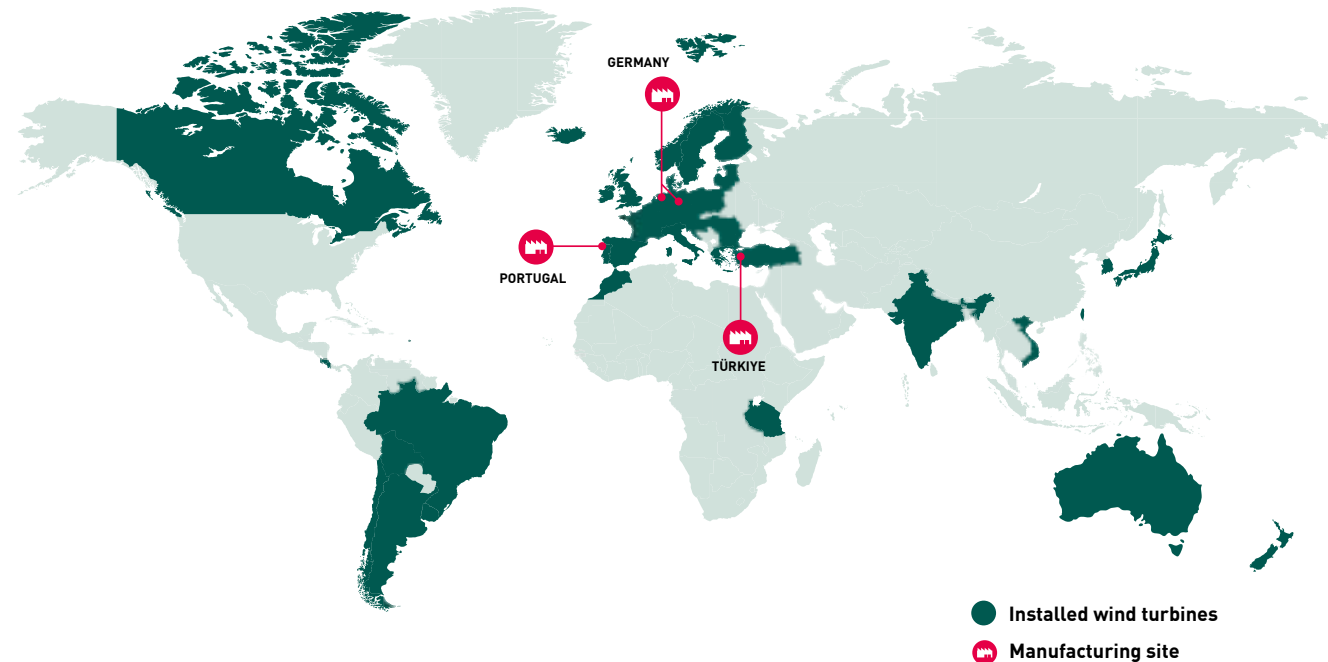 GERMANY
PORTUGAL
TÜRKIYE
Installed wind turbines
Manufacturing site